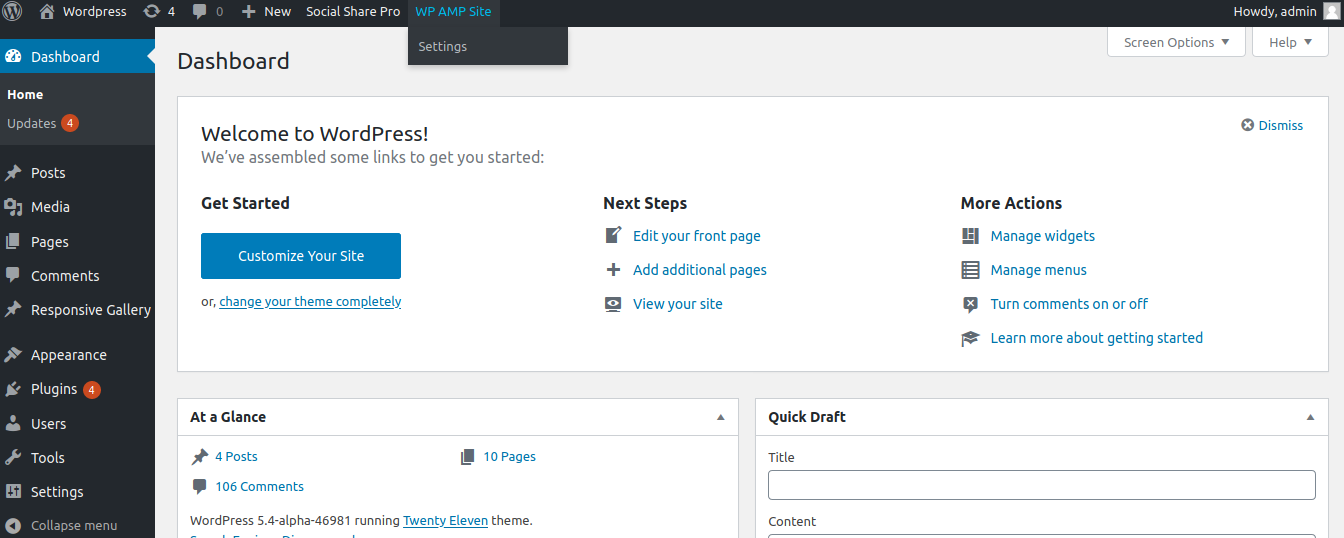 Wordpress 4 0 New Social Share Pro WP AMP Site Howdy, admin
Settings
Screen Options Help
Dashboard
Home
Updates 4
Posts
Media
Pages
Comments
Responsive Gallery
Appearance
Plugins 4
Users
Tools
Settings
Collapse menu
Dashboard
Welcome to WordPress!
We've assembled some links to get you started:
Dismiss
Get Started
Customize Your Site
or, change your theme completely
Next Steps
Edit your front page
Add additional pages
View your site
More Actions
Manage widgets
Manage menus
Turn comments on or off
Learn more about getting started
At a Glance
4 Posts
10 Pages
106 Comments
WordPress 5.4-alpha-46981 running Twenty Eleven theme.
Quick Draft
Title
Content